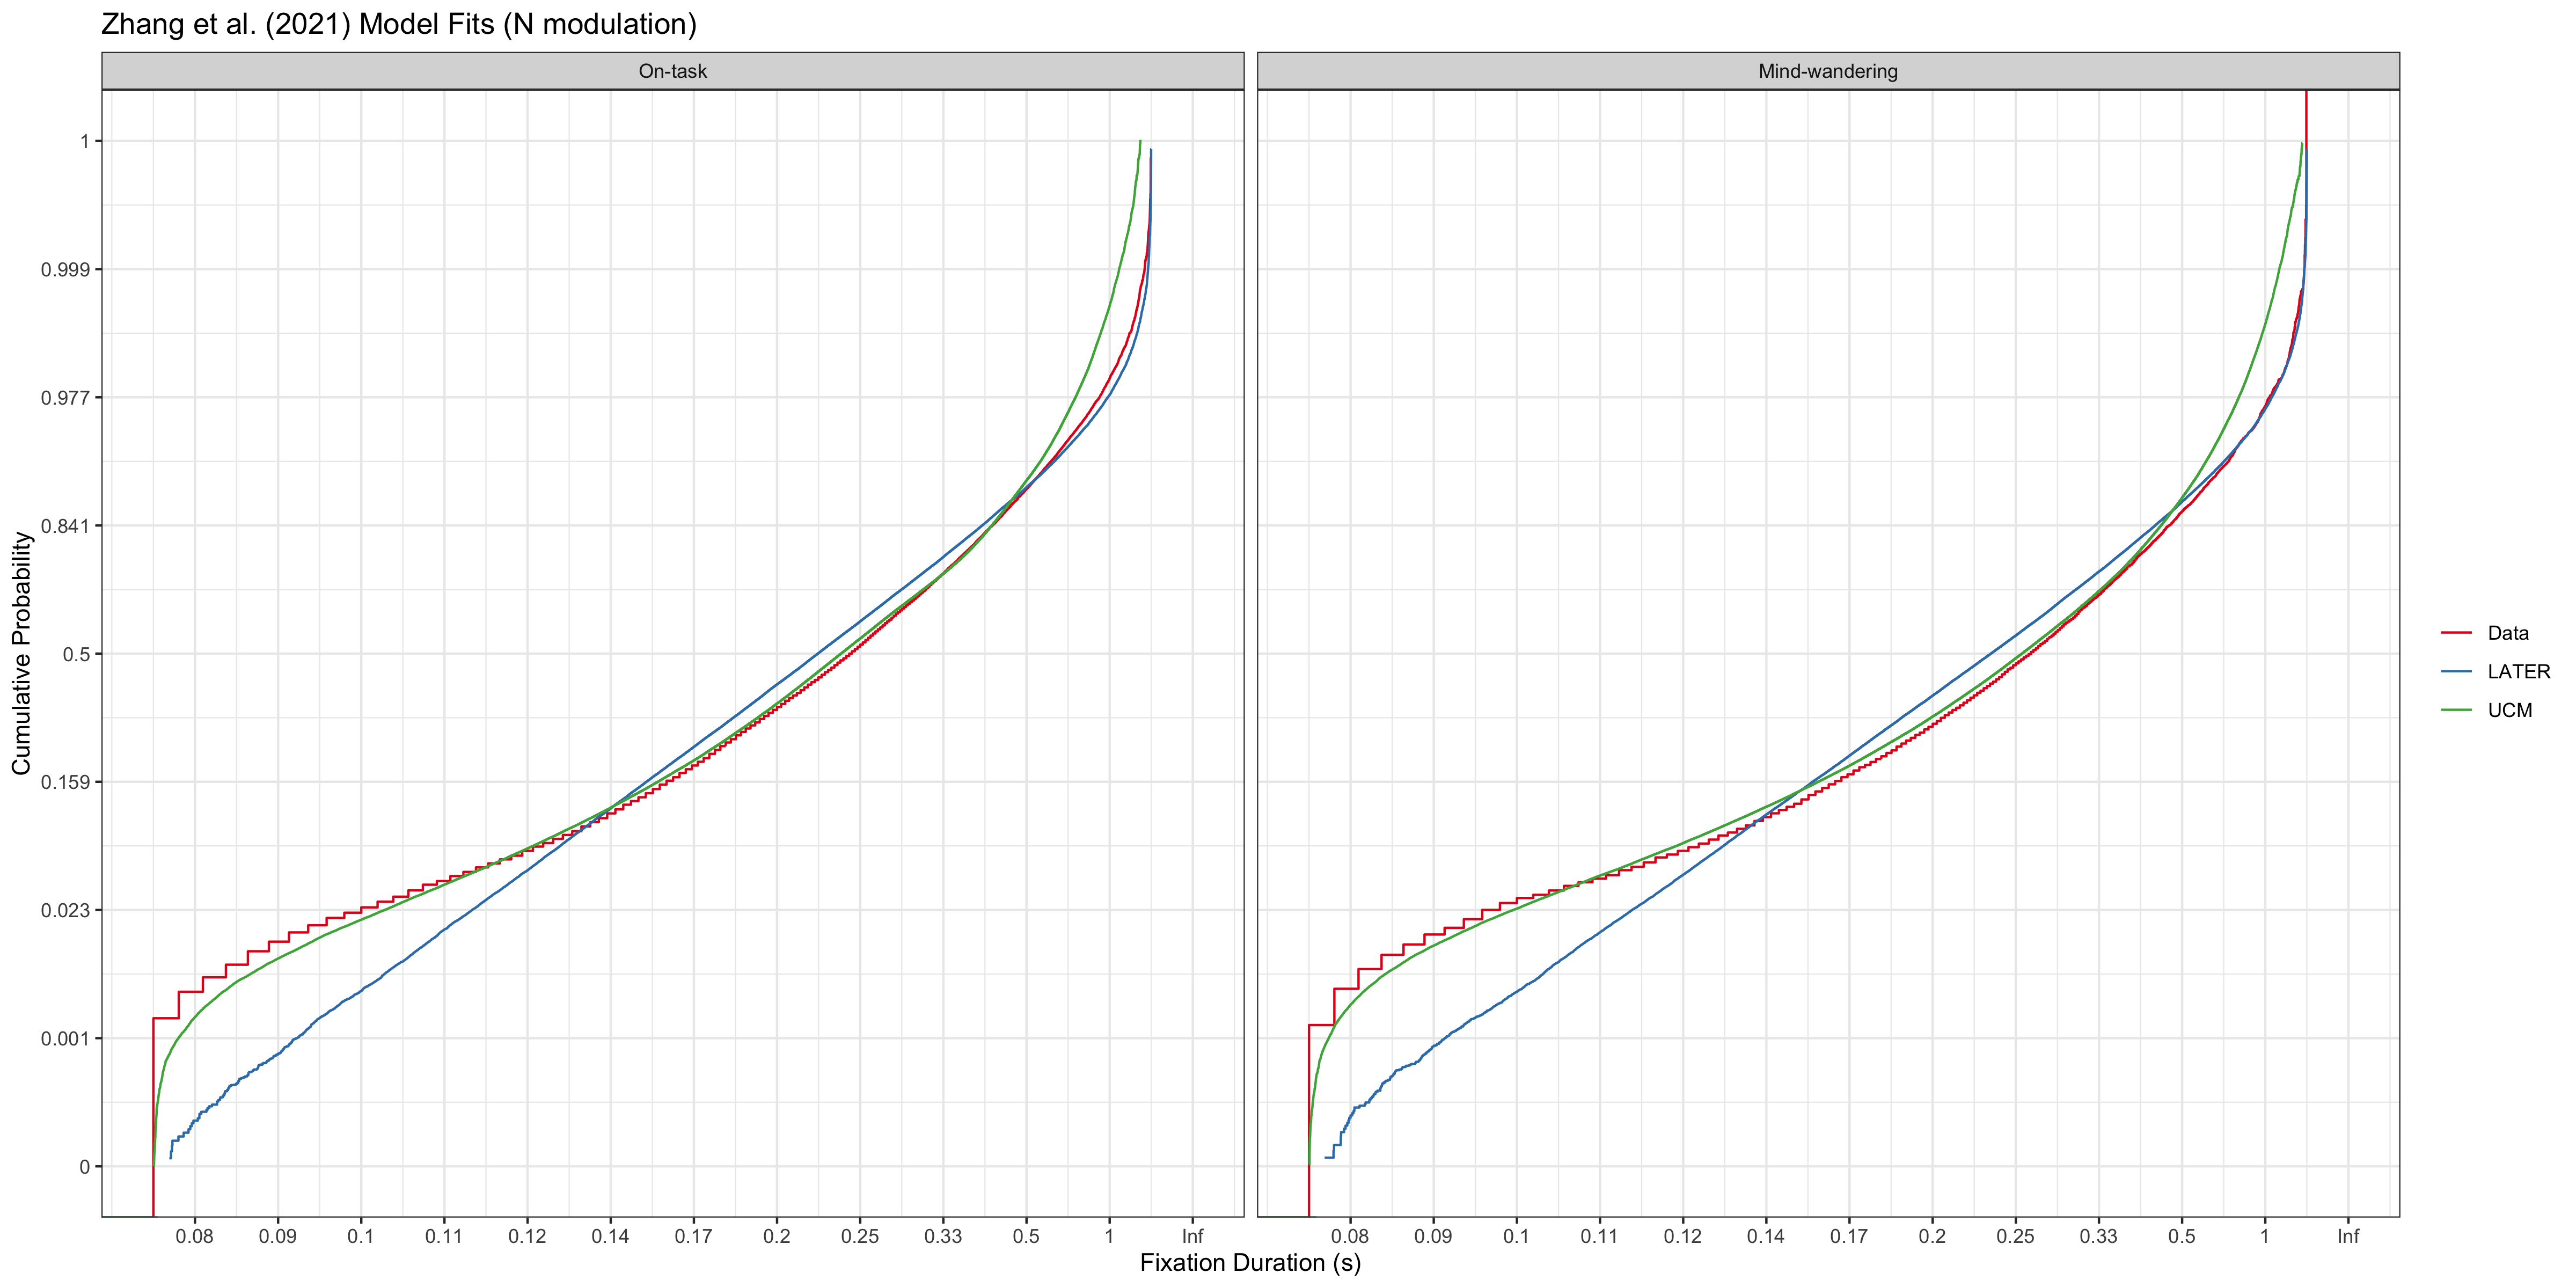 Zhang et al. (2021) Model Fits (N modulation)
On-task
Mind-wandering
Cumulative Probability
1
0.999
0.977
0.841
0.5
0.159
0.023
0.001
0
0.08 0.09 0.1 0.11 0.12 0.14 0.17 0.2 0.25 0.33 0.5 1 Inf
0.08 0.09 0.1 0.11 0.12 0.14 0.17 0.2 0.25 0.33 0.5 1 Inf
Fixation Duration (s)
Data
LATER
UCM